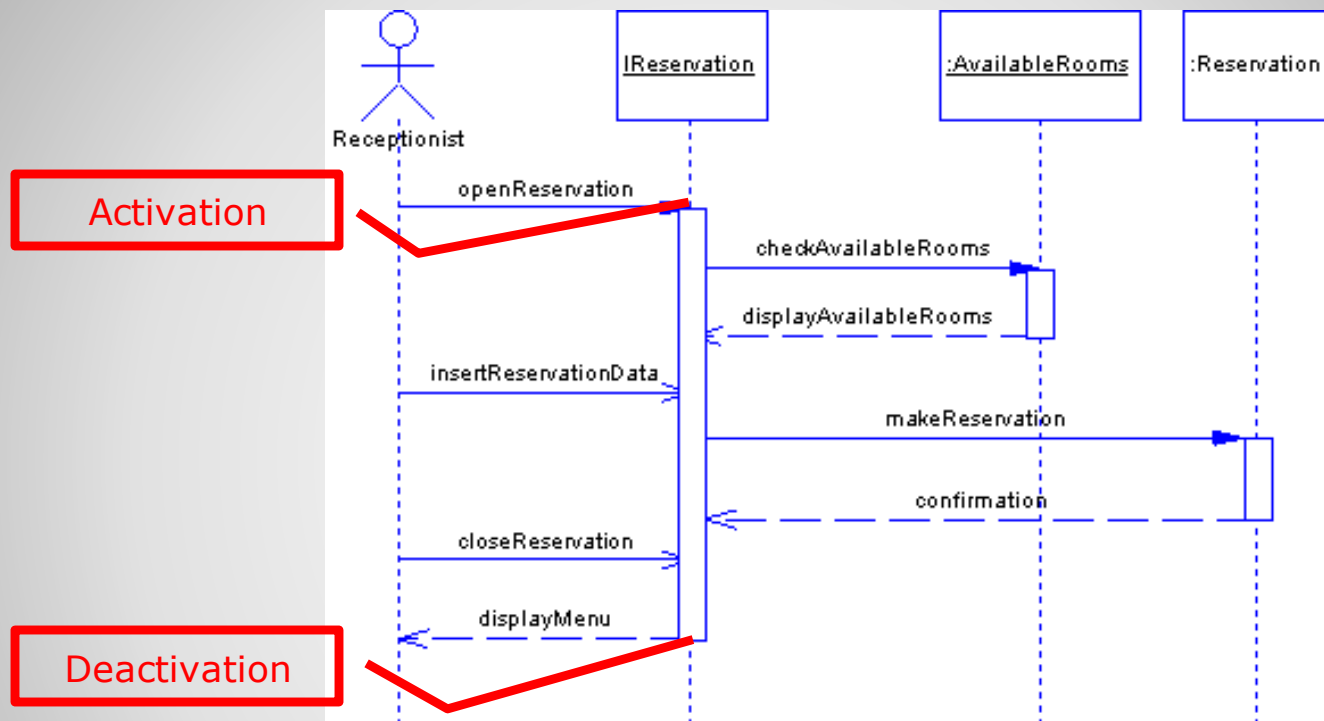 IReservation
:AvailableRooms
:Reservation
Receptionist
openReservation
Activation
checkAvailableRooms
displayAvailableRooms
insertReservationData
makeReservation
confirmation
closeReservation
displayMenu
Deactivation